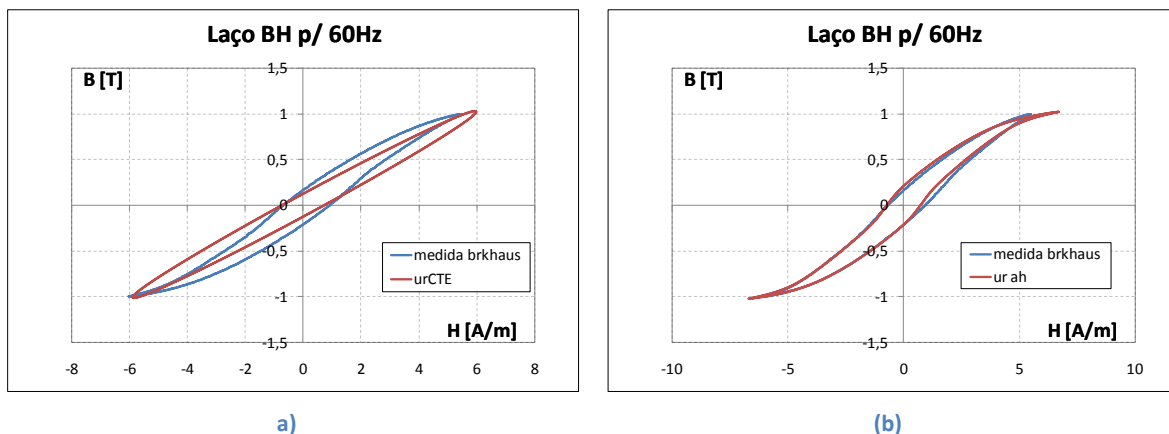 Laço BH p/ 60Hz
B [T]
1,5
1
0,5
0
-0,5
-1
-1,5
medida brkhaus
urCTE
H [A/m]
-8 -6 -4 -2 0 2 4 6 8
a)
Laço BH p/ 60Hz
B [T]
1,5
1
0,5
0
-0,5
-1
-1,5
medida brkhaus
ur ah
H [A/m]
-10 -5 0 5 10
(b)